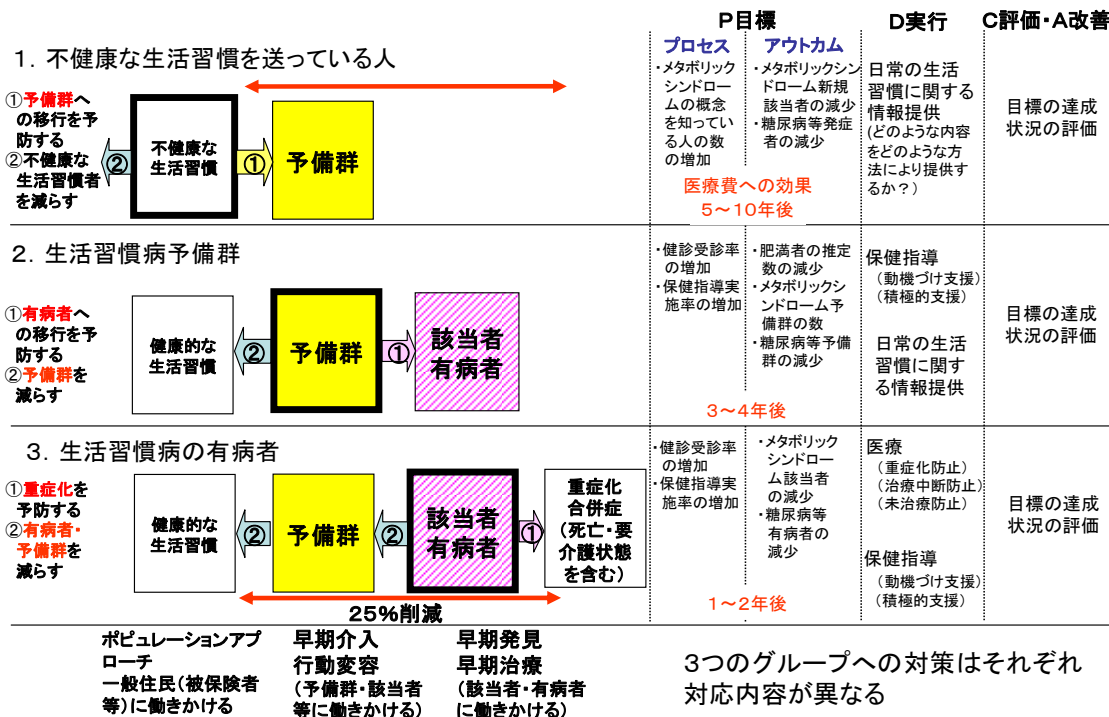 P目標
D実行
C評価・A改善
プロセス
アウトカム
1．不健康な生活習慣を送っている人
①予備群へ
の移行を予
防する
②不健康な
生活習慣者
を減らす
②
不健康な
生活習慣
①
予備群
・メタボリック
シンドロー
ムの概念
を知ってい
る人の数
の増加
・メタボリックシン
ドローム新規
該当者の減少
・糖尿病等発症
者の減少
医療費への効果
5～10年後
日常の生活
習慣に関する
情報提供
(どのような内容
をどのような方
法により提供す
るか？)
目標の達成
状況の評価
2．生活習慣病予備群
①有病者へ
の移行を予
防する
②予備群を
減らす
健康的な
生活習慣
②
予備群
①
該当者
有病者
・健診受診率
の増加
・保健指導実
施率の増加
・肥満者の推定
数の減少
・メタボリックシ
ンドローム予
備群の数
・糖尿病等予備
群の減少
3～4年後
保健指導
（動機づけ支援）
（積極的支援）
日常の生活
習慣に関す
る情報提供
目標の達成
状況の評価
3．生活習慣病の有病者
①重症化を
予防する
②有病者・
予備群を
減らす
健康的な
生活習慣
②
予備群
②
該当者
有病者
①
重症化
合併症
（死亡・要
介護状態
を含む）
25％削減
・健診受診率
の増加
・保健指導実
施率の増加
・メタボリック
シンドロー
ム該当者
の減少
・糖尿病等
有病者の
減少
1～2年後
医療
（重症化防止）
（治療中断防止）
（未治療防止）
保健指導
（動機づけ支援）
（積極的支援）
目標の達成
状況の評価
ポピュレーションアプ
ローチ
一般住民（被保険者
等）に働きかける
早期介入
行動変容
（予備群・該当者
等に働きかける）
早期発見
早期治療
（該当者・有病者
に働きかける）
3つのグループへの対策はそれぞれ
対応内容が異なる